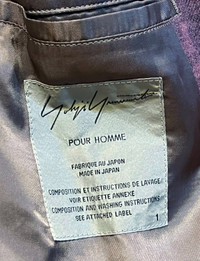 Yohji Yamamoto
POUR HOMME
FABRIQUE AU JAPON
MADE IN JAPAN
COMPOSITION ET INSTRUCTIONS DE LAVAGE
VOIR ETIQUETTE ANNEXE
COMPOSITION AND WASHING INSTRUCTIONS
SEE ATTACHED LABEL
1